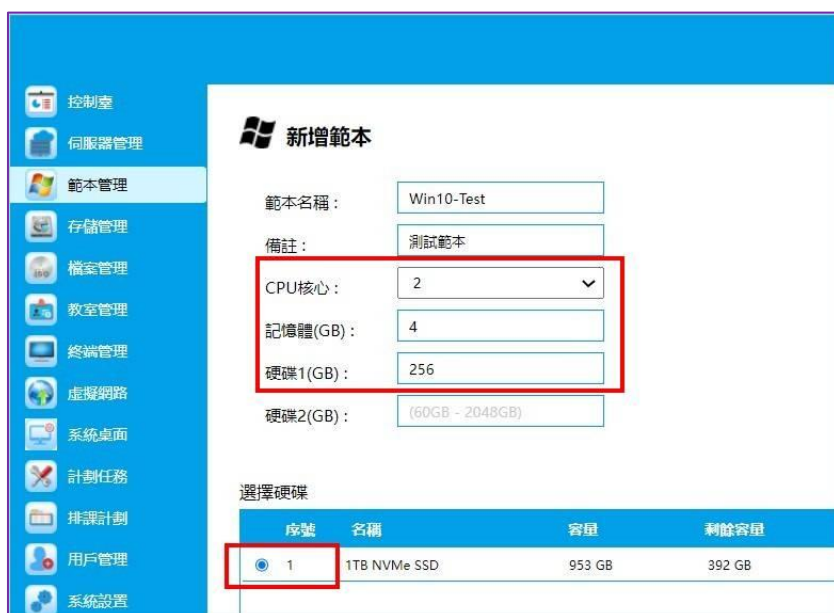 控制臺
伺服器管理
範本管理
存儲管理
檔案管理
教室管理
終端管理
虛擬網路
系統桌面
計劃任務
排課計劃
用戶管理
系統設置
新增範本
範本名稱： Win10-Test
備註： 測試範本
CPU核心： 2
記憶體(GB)： 4
硬碟1(GB)： 256
硬碟2(GB)： (60GB - 2048GB)
選擇硬碟
序號 名稱 容量 剩餘容量
1 1TB NVMe SSD 953 GB 392 GB